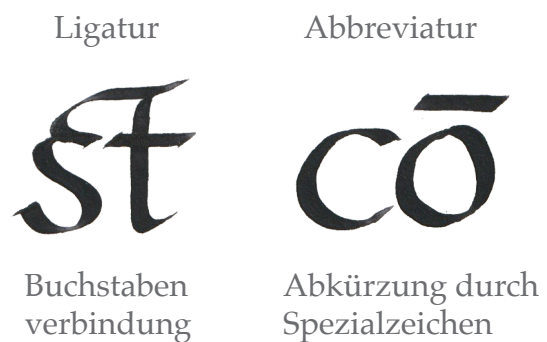 Ligatur Abbreviatur
st cō
Buchstaben Abkürzung durch
verbindung Spezialzeichen